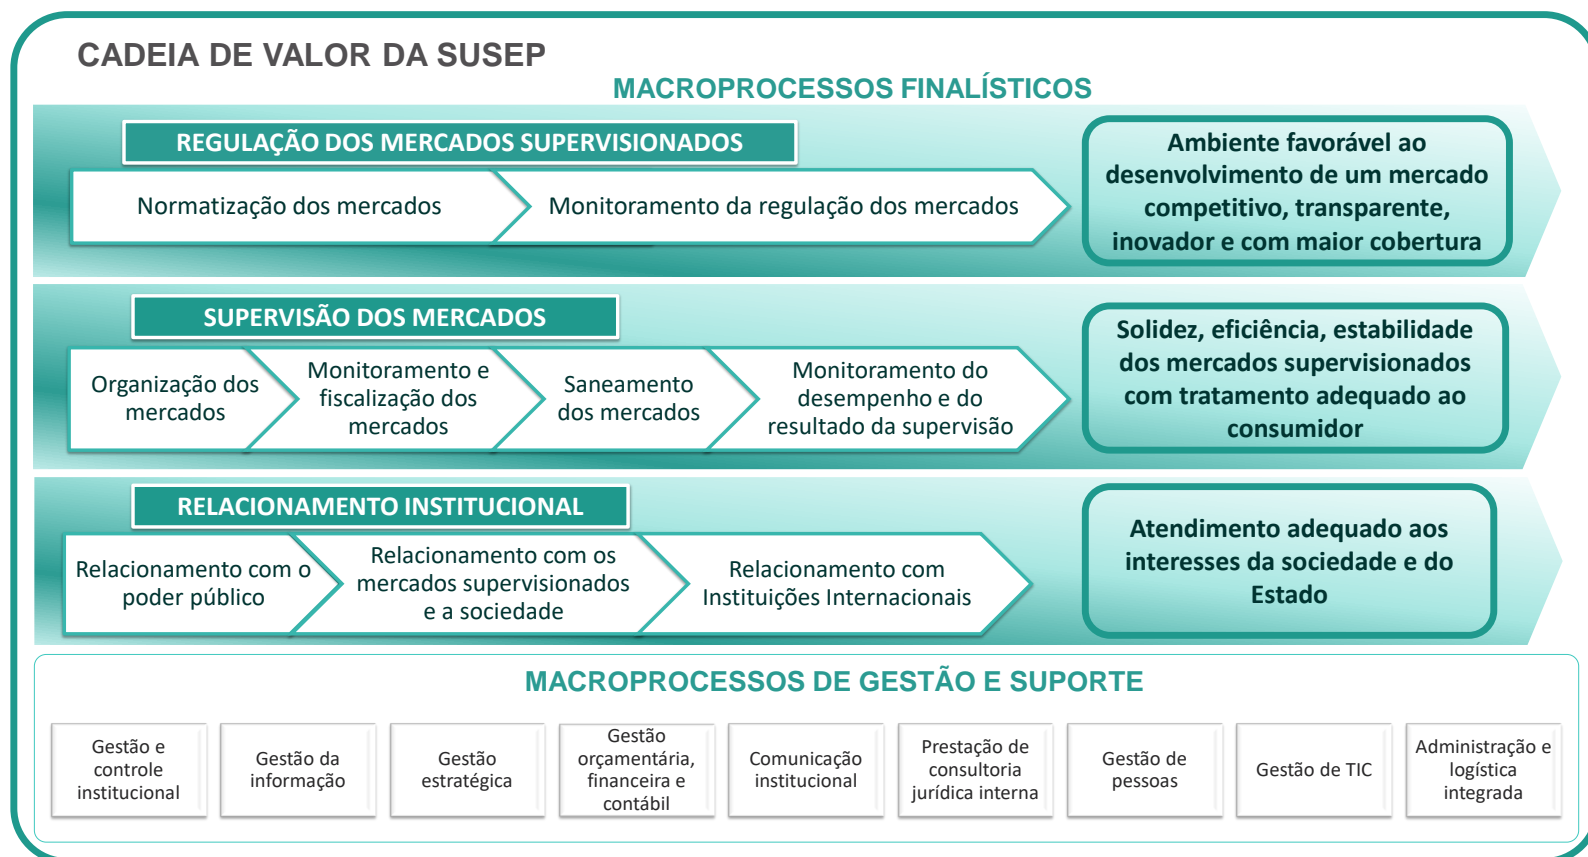 CADEIA DE VALOR DA SUSEP
MACROPROCESSOS FINALÍSTICOS
REGULAÇÃO DOS MERCADOS SUPERVISIONADOS
Normatização dos mercados
Monitoramento da regulação dos mercados
Ambiente favorável ao
desenvolvimento de um mercado
competitivo, transparente,
inovador e com maior cobertura
SUPERVISÃO DOS MERCADOS
Organização dos
mercados
Monitoramento e
fiscalização dos
mercados
Saneamento
dos mercados
Monitoramento do
desempenho e do
resultado da supervisão
Solidez, eficiência, estabilidade
dos mercados supervisionados
com tratamento adequado ao
consumidor
RELACIONAMENTO INSTITUCIONAL
Relacionamento com o
poder público
Relacionamento com os
mercados supervisionados
e a sociedade
Relacionamento com
Instituições Internacionais
Atendimento adequado aos
interesses da sociedade e do
Estado
MACROPROCESSOS DE GESTÃO E SUPORTE
Gestão e
controle
institucional
Gestão da
informação
Gestão
estratégica
Gestão
orçamentária,
financeira e
contábil
Comunicação
institucional
Prestação de
consultoria
jurídica interna
Gestão de
pessoas
Gestão de TIC
Administração e
logística
integrada